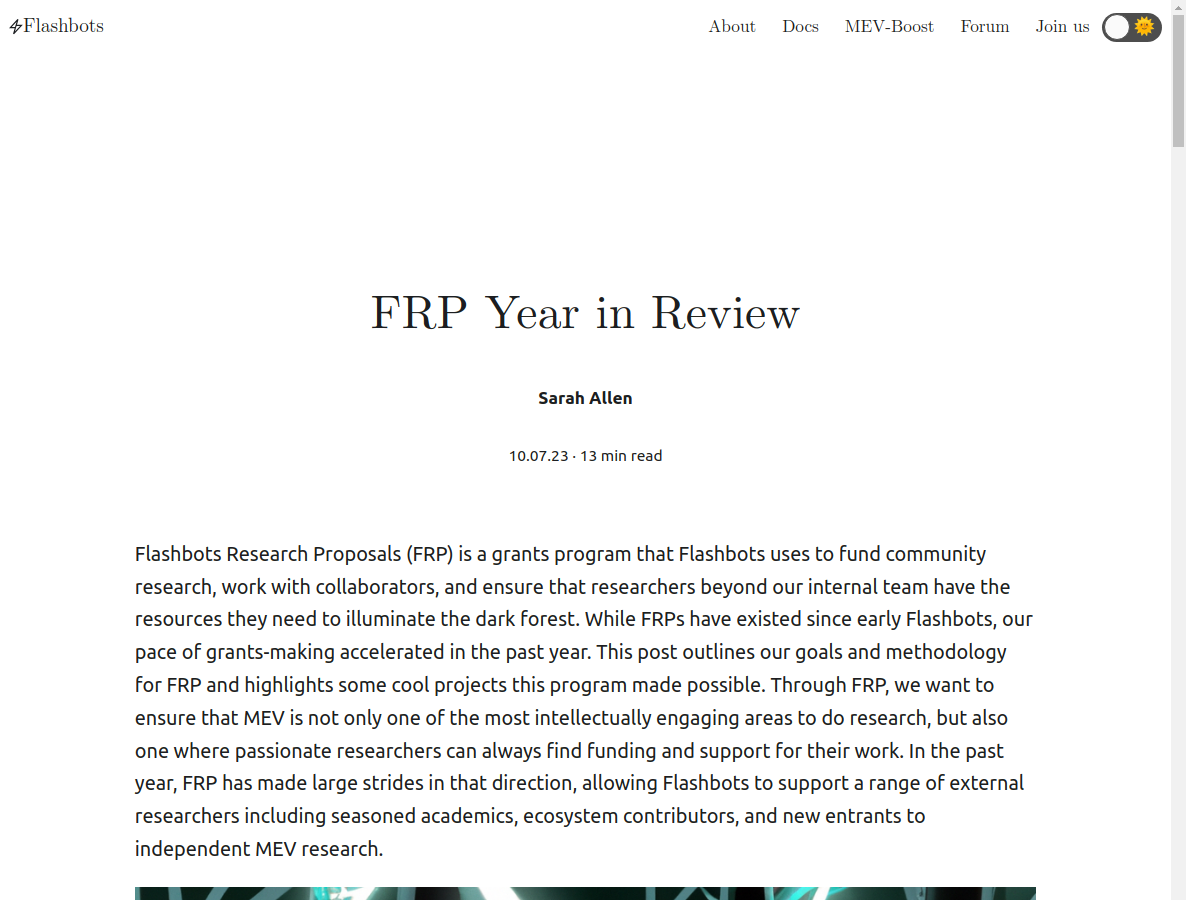 Flashbots
About Docs MEV-Boost Forum Join us
FRP Year in Review
Sarah Allen
10.07.23 · 13 min read
Flashbots Research Proposals (FRP) is a grants program that Flashbots uses to fund community
research, work with collaborators, and ensure that researchers beyond our internal team have the
resources they need to illuminate the dark forest. While FRPs have existed since early Flashbots, our
pace of grants-making accelerated in the past year. This post outlines our goals and methodology
for FRP and highlights some cool projects this program made possible. Through FRP, we want to
ensure that MEV is not only one of the most intellectually engaging areas to do research, but also
one where passionate researchers can always find funding and support for their work. In the past
year, FRP has made large strides in that direction, allowing Flashbots to support a range of external
researchers including seasoned academics, ecosystem contributors, and new entrants to
independent MEV research.